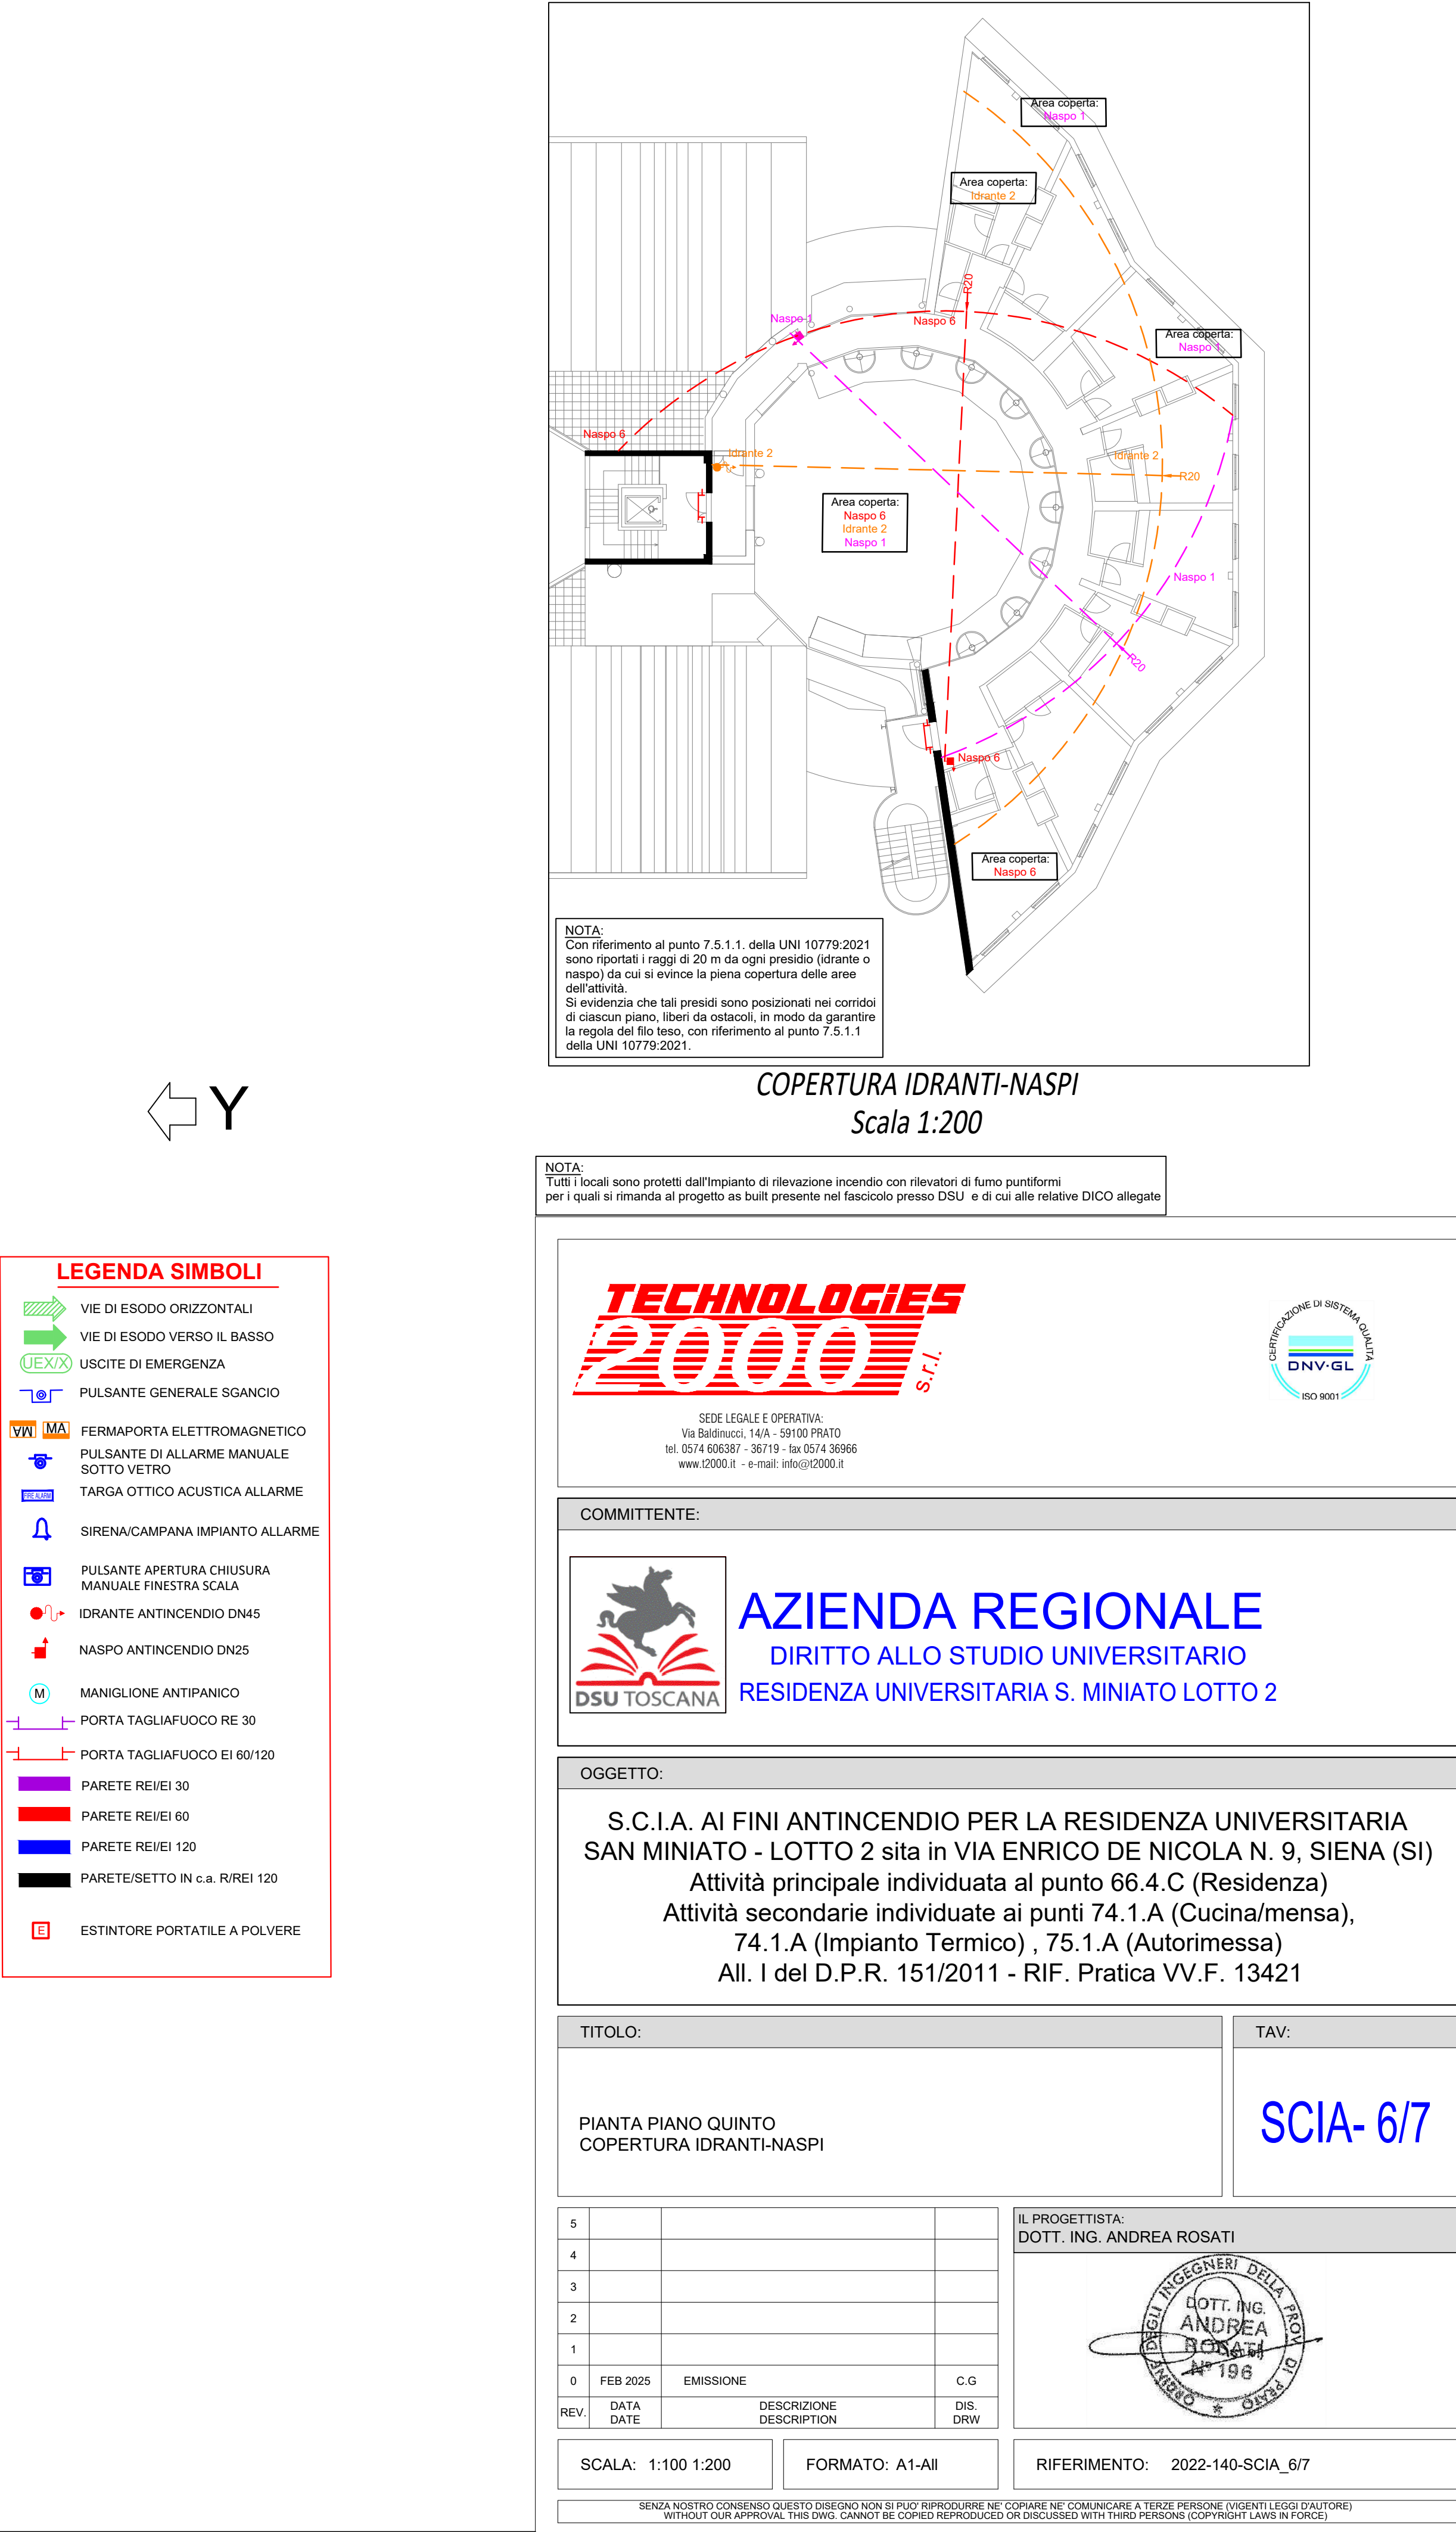 Area coperta:
Naspo 1
Area coperta:
Idrante 2
R20
Naspo 1
Naspo 6
Area coperta:
Naspo 1
Naspo 6
Idrante 2
Idrante 2
R20
Area coperta:
Naspo 6
Idrante 2
Naspo 1
Naspo 1
R20
Naspo 6
Area coperta:
Naspo 6
NOTA:
Con riferimento al punto 7.5.1.1. della UNI 10779:2021
sono riportati i raggi di 20 m da ogni presidio (idrante o
naspo) da cui si evince la piena copertura delle aree
dell'attività.
Si evidenzia che tali presidi sono posizionati nei corridoi
di ciascun piano, liberi da ostacoli, in modo da garantire
la regola del filo teso, con riferimento al punto 7.5.1.1
della UNI 10779:2021.
COPERTURA IDRANTI-NASPI
Scala 1:200
Y
NOTA:
Tutti i locali sono protetti dall'Impianto di rilevazione incendio con rilevatori di fumo puntiformi
per i quali si rimanda al progetto as built presente nel fascicolo presso DSU e di cui alle relative DICO allegate
LEGENDA SIMBOLI
VIE DI ESODO ORIZZONTALI
VIE DI ESODO VERSO IL BASSO
UEX/X USCITE DI EMERGENZA
PULSANTE GENERALE SGANCIO
MA MA FERMAPORTA ELETTROMAGNETICO
PULSANTE DI ALLARME MANUALE
SOTTO VETRO
FIRE ALARM TARGA OTTICO ACUSTICA ALLARME
SIRENA/CAMPANA IMPIANTO ALLARME
PULSANTE APERTURA CHIUSURA
MANUALE FINESTRA SCALA
IDRANTE ANTINCENDIO DN45
NASPO ANTINCENDIO DN25
M MANIGLIONE ANTIPANICO
PORTA TAGLIAFUOCO RE 30
PORTA TAGLIAFUOCO EI 60/120
PARETE REI/EI 30
PARETE REI/EI 60
PARETE REI/EI 120
PARETE/SETTO IN c.a. R/REI 120
E ESTINTORE PORTATILE A POLVERE
TECHNOLOGiES
2000 s.r.l.
SEDE LEGALE E OPERATIVA:
Via Baldinucci, 14/A - 59100 PRATO
tel. 0574 606387 - 36719 - fax 0574 36966
www.t2000.it - e-mail: info@t2000.it
CERTIFICAZIONE DI SISTEMA QUALITÀ
DNV·GL
ISO 9001
COMMITTENTE:
DSU TOSCANA
AZIENDA REGIONALE
DIRITTO ALLO STUDIO UNIVERSITARIO
RESIDENZA UNIVERSITARIA S. MINIATO LOTTO 2
OGGETTO:
S.C.I.A. AI FINI ANTINCENDIO PER LA RESIDENZA UNIVERSITARIA
SAN MINIATO - LOTTO 2 sita in VIA ENRICO DE NICOLA N. 9, SIENA (SI)
Attività principale individuata al punto 66.4.C (Residenza)
Attività secondarie individuate ai punti 74.1.A (Cucina/mensa),
74.1.A (Impianto Termico) , 75.1.A (Autorimessa)
All. I del D.P.R. 151/2011 - RIF. Pratica VV.F. 13421
TITOLO:
PIANTA PIANO QUINTO
COPERTURA IDRANTI-NASPI
TAV:
SCIA- 6/7
5
4
3
2
1
0 FEB 2025 EMISSIONE C.G
REV. DATA DESCRIZIONE DIS.
DATE DESCRIPTION DRW
IL PROGETTISTA:
DOTT. ING. ANDREA ROSATI
ORDINE DEGLI INGEGNERI DELLA PROV. DI PRATO
DOTT. ING.
ANDREA
ROSATI
N° 196
SCALA: 1:100 1:200
FORMATO: A1-All
RIFERIMENTO: 2022-140-SCIA_6/7
SENZA NOSTRO CONSENSO QUESTO DISEGNO NON SI PUO' RIPRODURRE NE' COPIARE NE' COMUNICARE A TERZE PERSONE (VIGENTI LEGGI D'AUTORE)
WITHOUT OUR APPROVAL THIS DWG. CANNOT BE COPIED REPRODUCED OR DISCUSSED WITH THIRD PERSONS (COPYRIGHT LAWS IN FORCE)